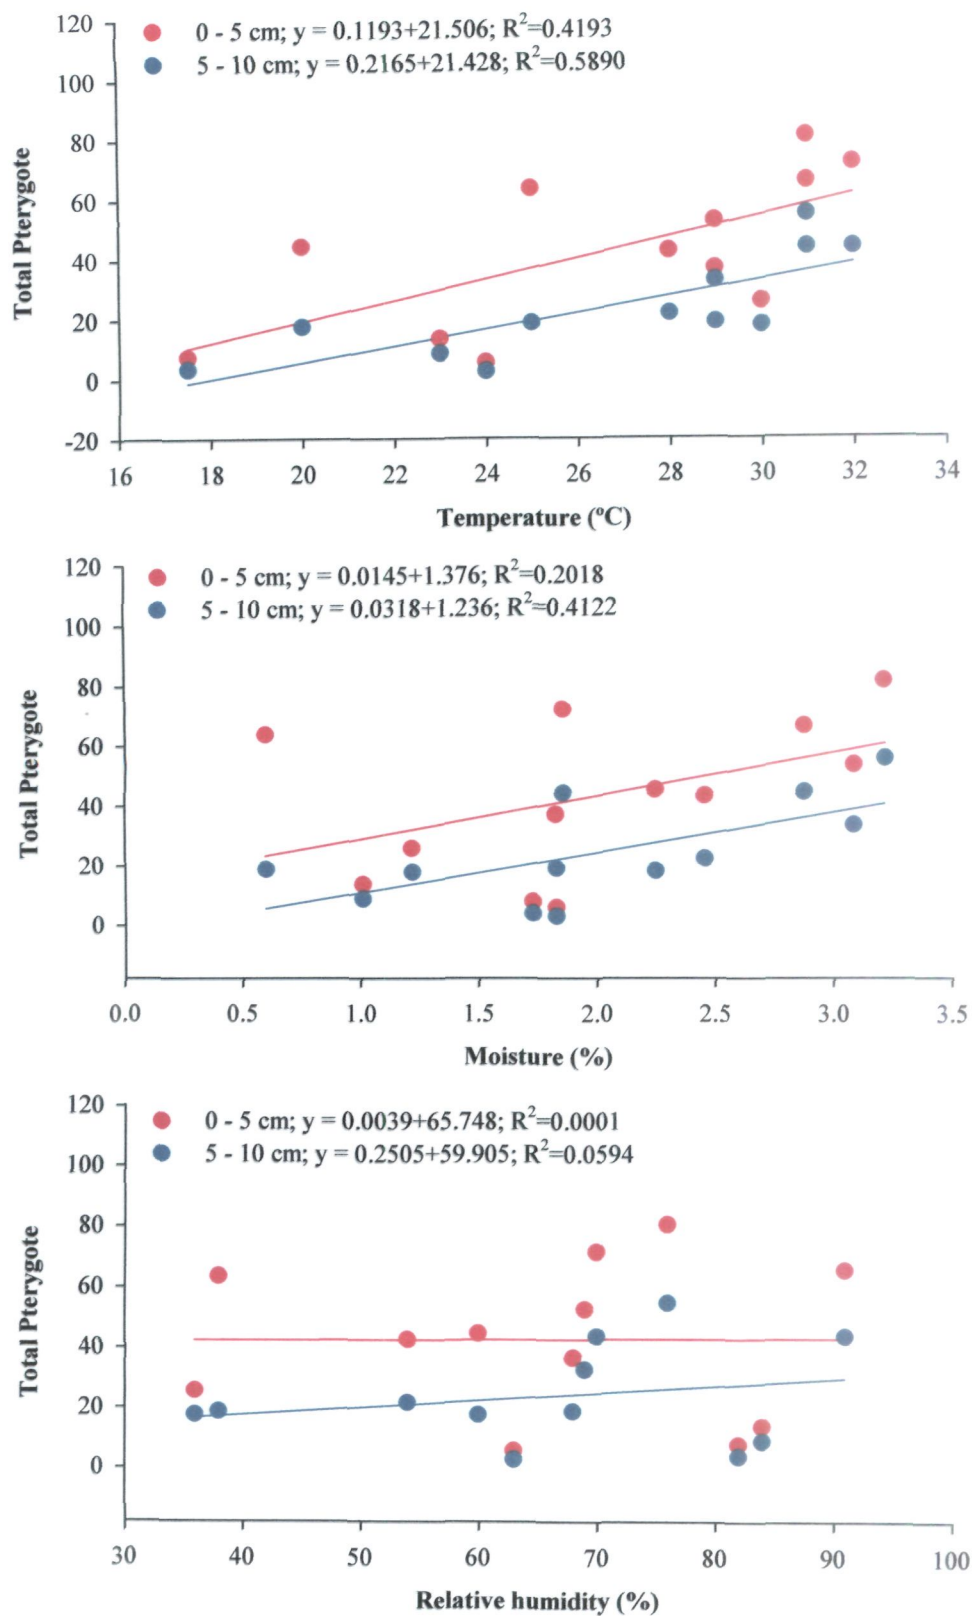 120
100
80
60
40
20
0
-20
Total Pterygote
0 - 5 cm; y = 0.1193+21.506; R²=0.4193
5 - 10 cm; y = 0.2165+21.428; R²=0.5890
16 18 20 22 24 26 28 30 32 34
Temperature (ºC)
120
100
80
60
40
20
0
Total Pterygote
0 - 5 cm; y = 0.0145+1.376; R²=0.2018
5 - 10 cm; y = 0.0318+1.236; R²=0.4122
0.0 0.5 1.0 1.5 2.0 2.5 3.0 3.5
Moisture (%)
120
100
80
60
40
20
0
Total Pterygote
0 - 5 cm; y = 0.0039+65.748; R²=0.0001
5 - 10 cm; y = 0.2505+59.905; R²=0.0594
30 40 50 60 70 80 90 100
Relative humidity (%)